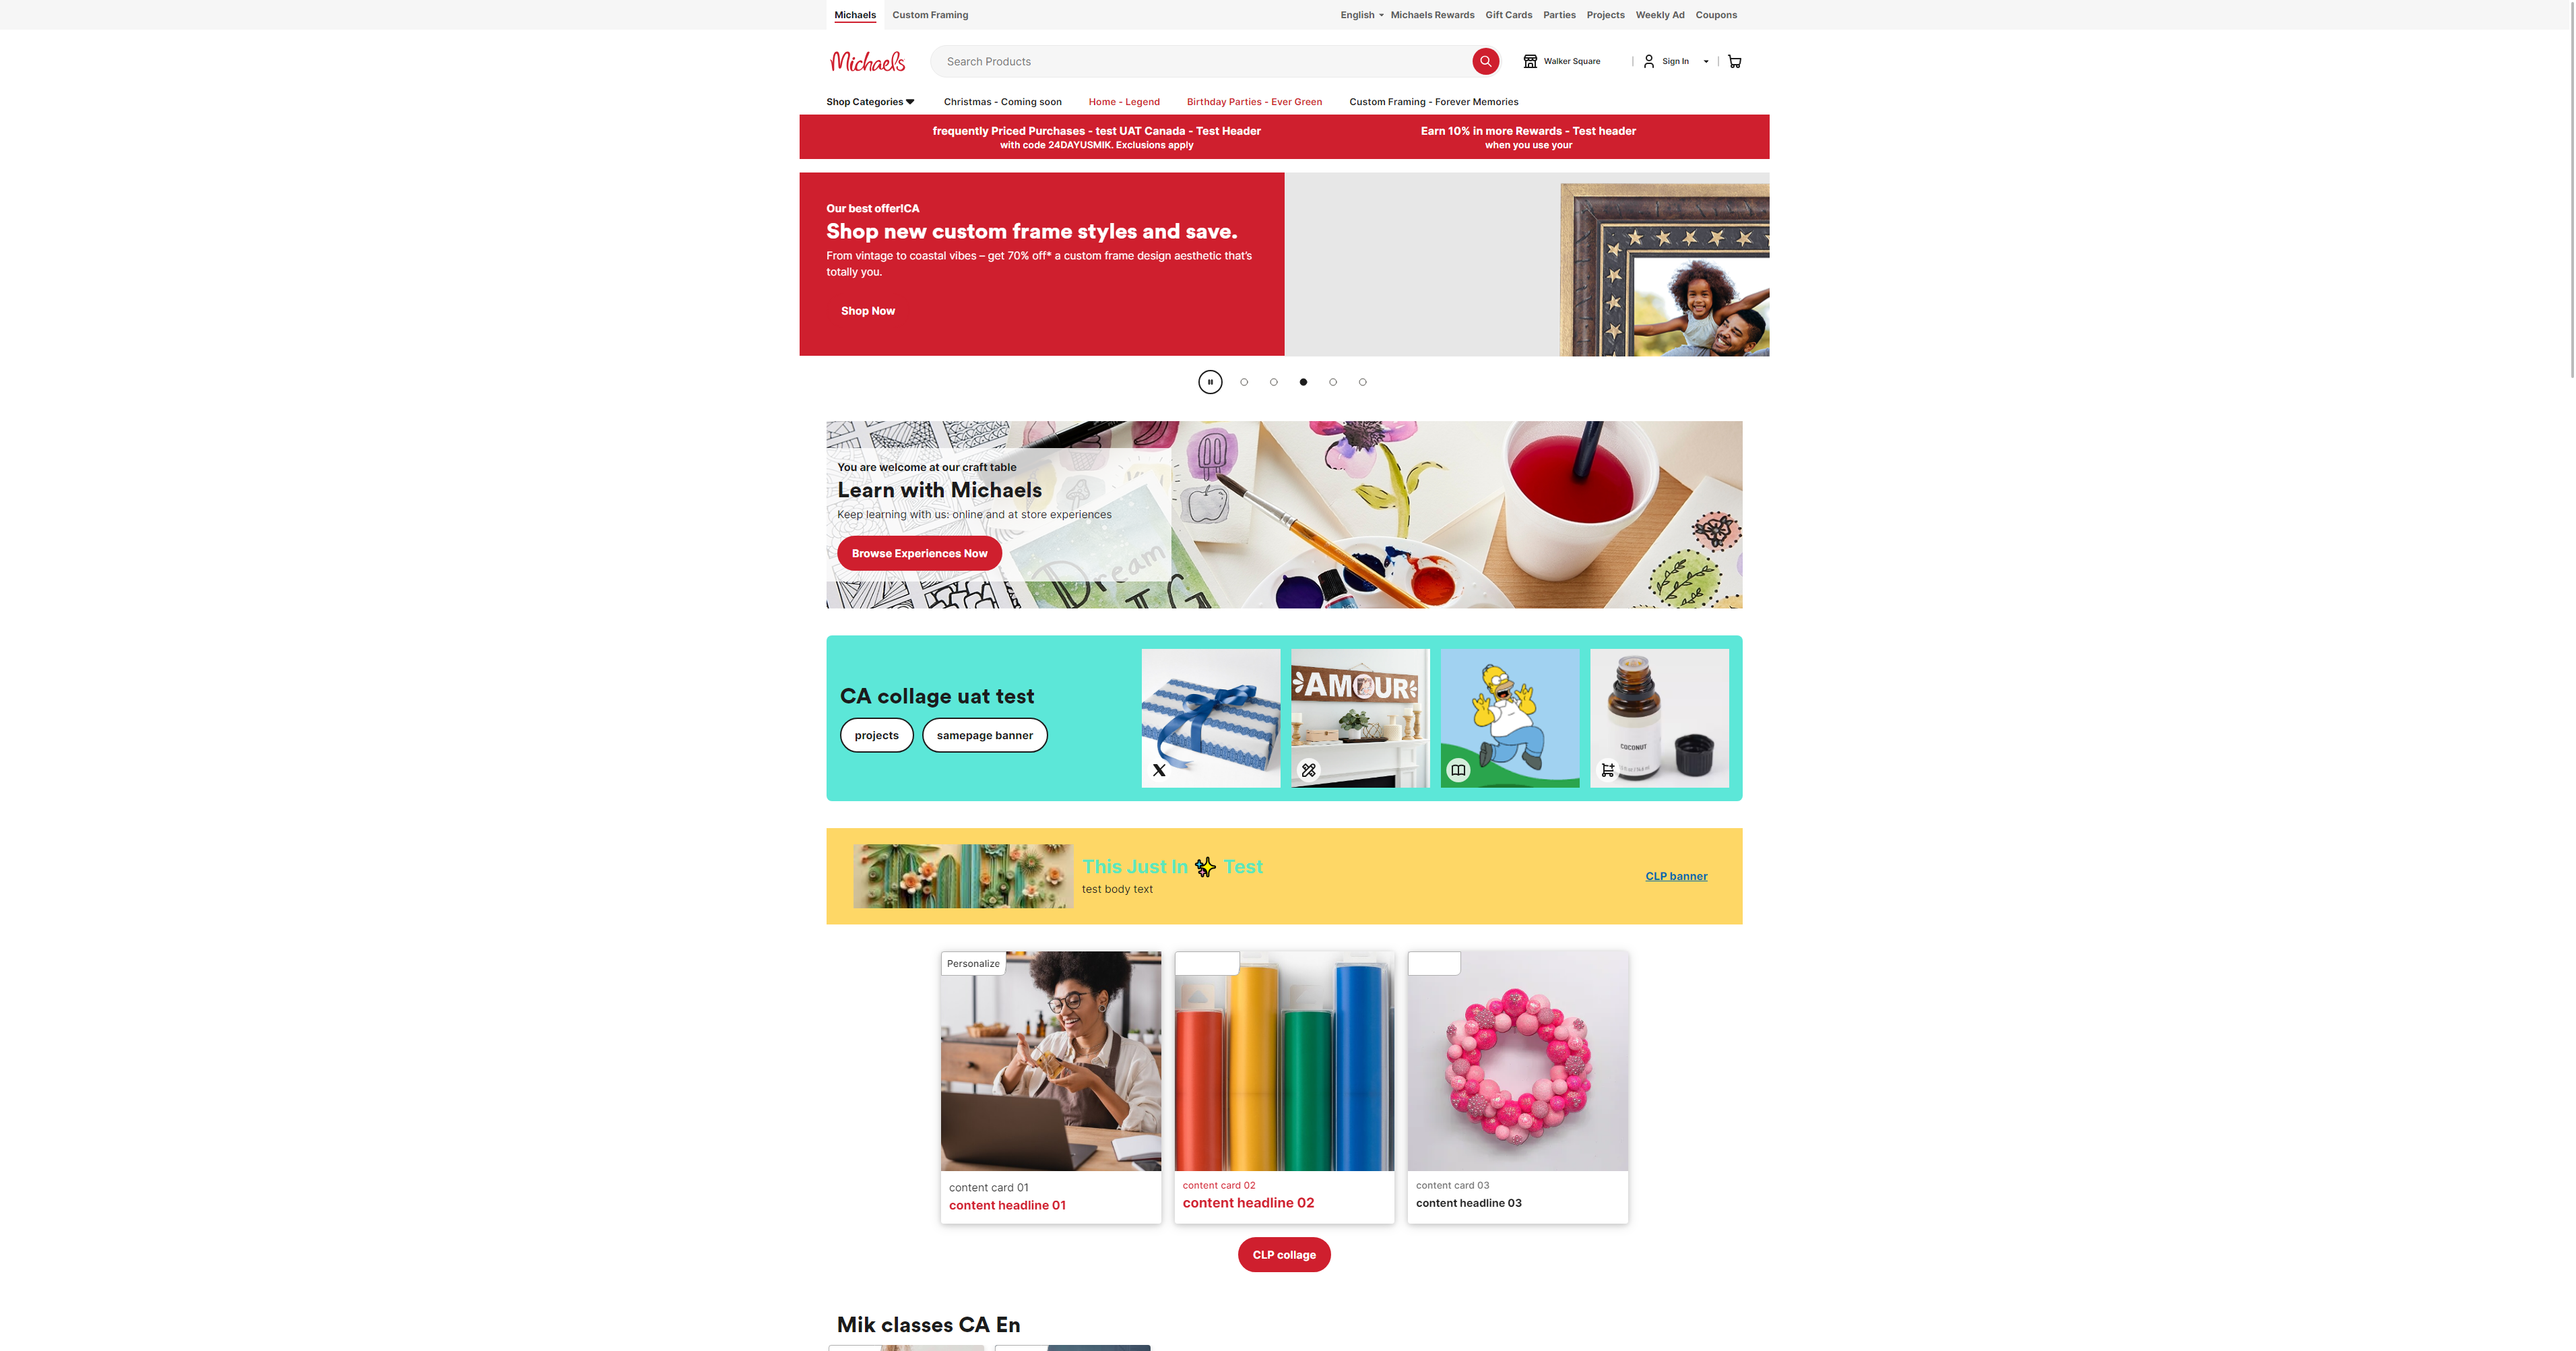 Michaels
Custom Framing
English
Michaels Rewards
Gift Cards
Parties
Projects
Weekly Ad
Coupons
Michaels
Search Products
Walker Square
Sign In
Shop Categories
Christmas - Coming soon
Home - Legend
Birthday Parties - Ever Green
Custom Framing - Forever Memories
frequently Priced Purchases - test UAT Canada - Test Header
with code 24DAYUSMIK. Exclusions apply
Earn 10% in more Rewards - Test header
when you use your
Our best offer!CA
Shop new custom frame styles and save.
From vintage to coastal vibes – get 70% off* a custom frame design aesthetic that's
totally you.
Shop Now
You are welcome at our craft table
Learn with Michaels
Keep learning with us: online and at store experiences
Browse Experiences Now
Dream
CA collage uat test
projects
samepage banner
AMOUR
COCONUT
This Just In ✨ Test
test body text
CLP banner
Personalize
content card 01
content headline 01
content card 02
content headline 02
content card 03
content headline 03
CLP collage
Mik classes CA En